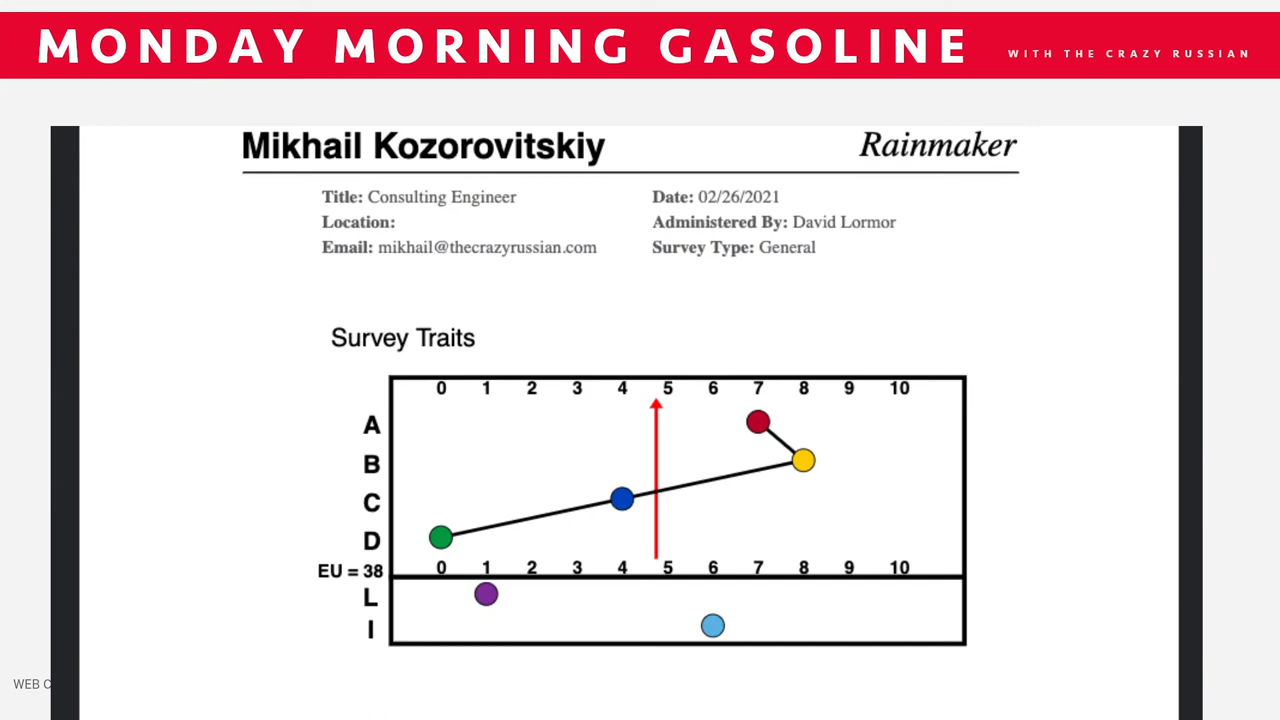 MONDAY MORNING GASOLINE WITH THE CRAZY RUSSIAN
Mikhail Kozorovitskiy Rainmaker
Title: Consulting Engineer Date: 02/26/2021
Location: Administered By: David Lormor
Email: mikhail@thecrazyrussian.com Survey Type: General
Survey Traits
0 1 2 3 4 5 6 7 8 9 10
A
B
C
D
EU = 38 0 1 2 3 4 5 6 7 8 9 10
L
I
WEB C